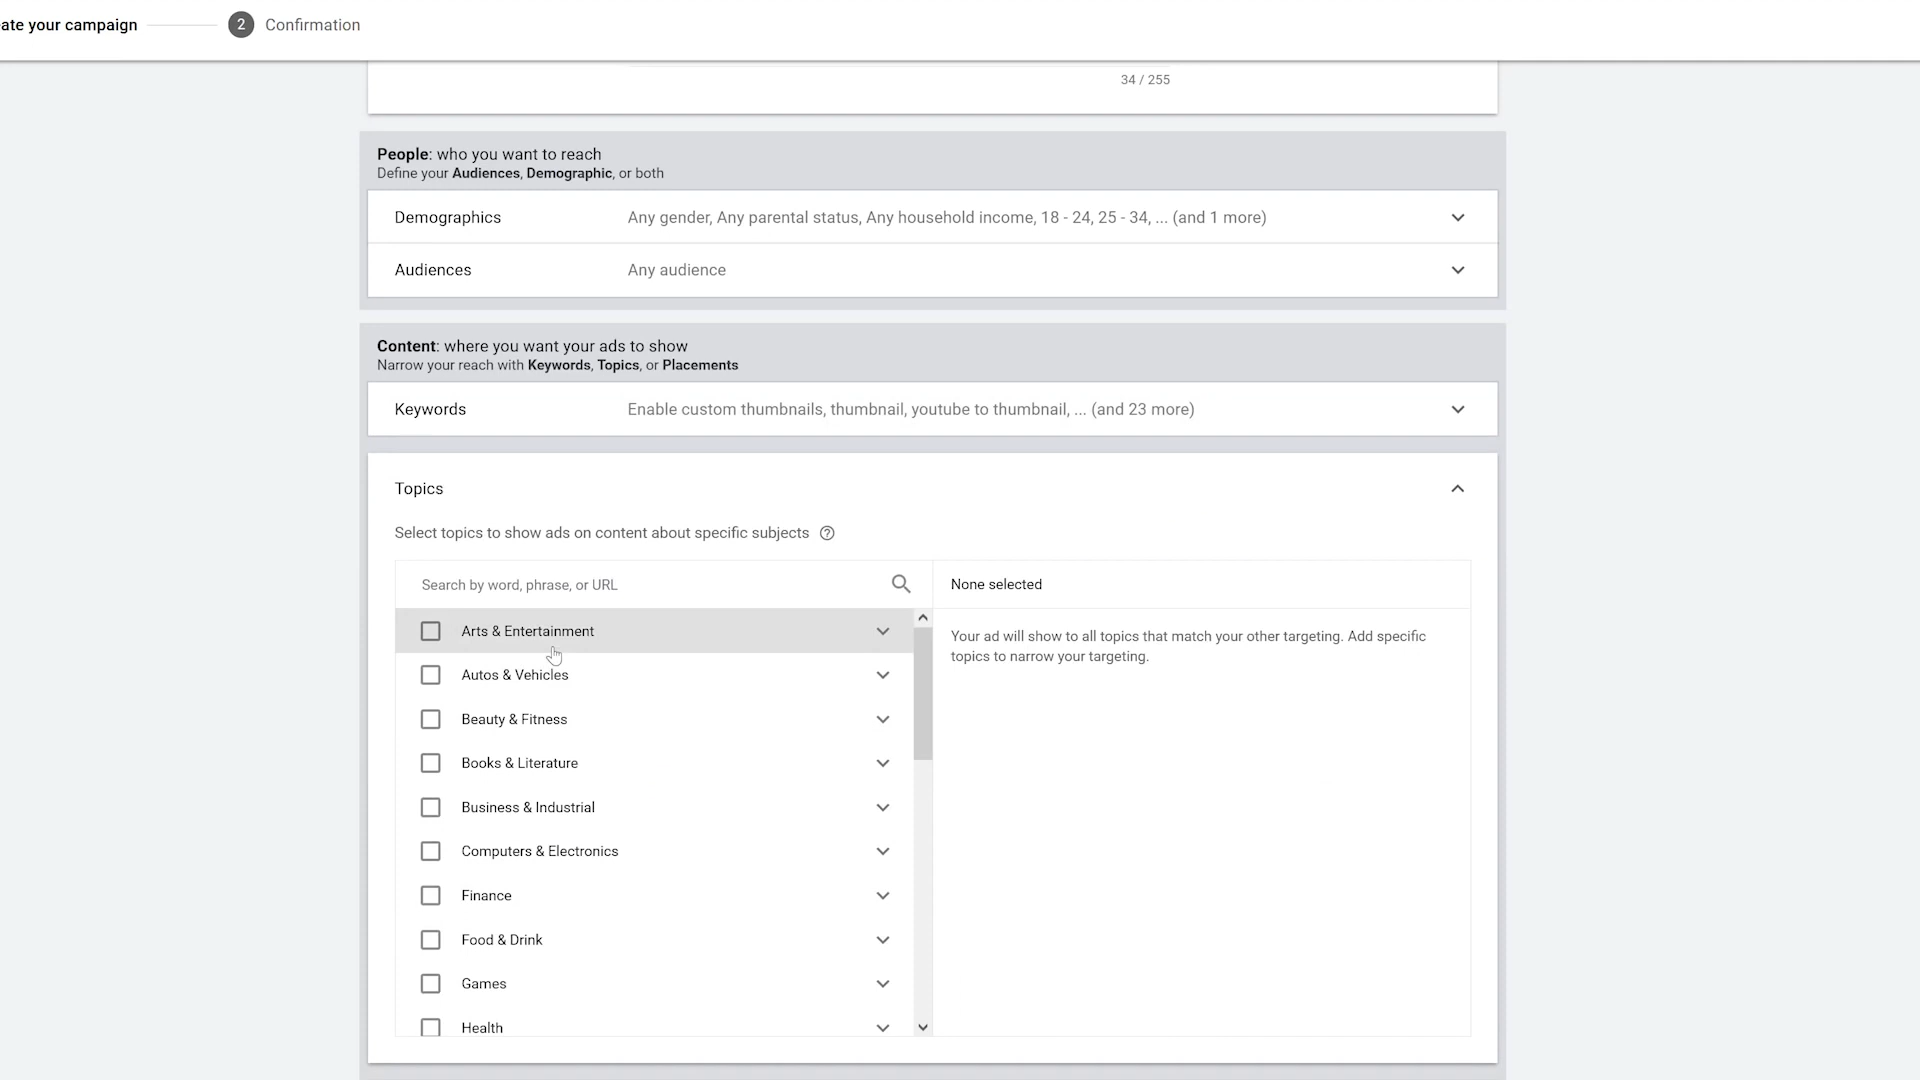 ate your campaign
2 Confirmation
34 / 255
People: who you want to reach
Define your Audiences, Demographic, or both
Demographics Any gender, Any parental status, Any household income, 18 - 24, 25 - 34, ... (and 1 more)
Audiences Any audience
Content: where you want your ads to show
Narrow your reach with Keywords, Topics, or Placements
Keywords Enable custom thumbnails, thumbnail, youtube to thumbnail, ... (and 23 more)
Topics
Select topics to show ads on content about specific subjects ?
Search by word, phrase, or URL
None selected
Arts & Entertainment
Autos & Vehicles
Beauty & Fitness
Books & Literature
Business & Industrial
Computers & Electronics
Finance
Food & Drink
Games
Health
Your ad will show to all topics that match your other targeting. Add specific
topics to narrow your targeting.